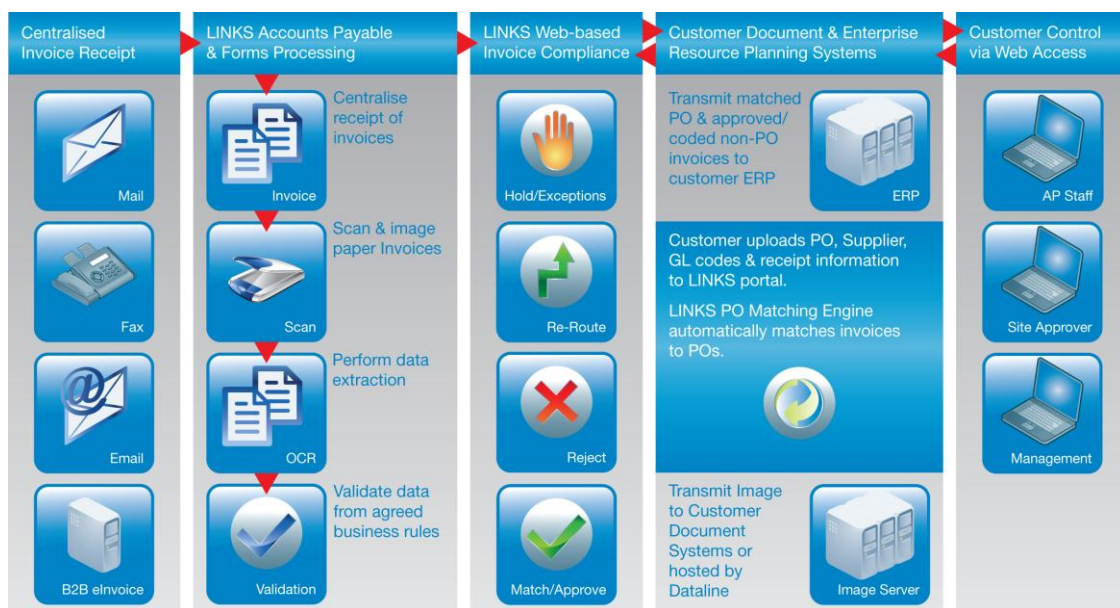 Centralised
Invoice Receipt
Mail
Fax
Email
B2B eInvoice
LINKS Accounts Payable
& Forms Processing
Centralise
receipt of
invoices
Invoice
Scan & image
paper Invoices
Scan
Perform data
extraction
OCR
Validate data
from agreed
business rules
Validation
LINKS Web-based
Invoice Compliance
Hold/Exceptions
Re-Route
Reject
Match/Approve
Customer Document & Enterprise
Resource Planning Systems
Transmit matched
PO & approved/
coded non-PO
invoices to
customer ERP
ERP
Customer uploads PO, Supplier,
GL codes & receipt information
to LINKS portal.
LINKS PO Matching Engine
automatically matches invoices
to POs.
Transmit Image
to Customer
Document
Systems or
hosted by
Dataline
Image Server
Customer Control
via Web Access
AP Staff
Site Approver
Management